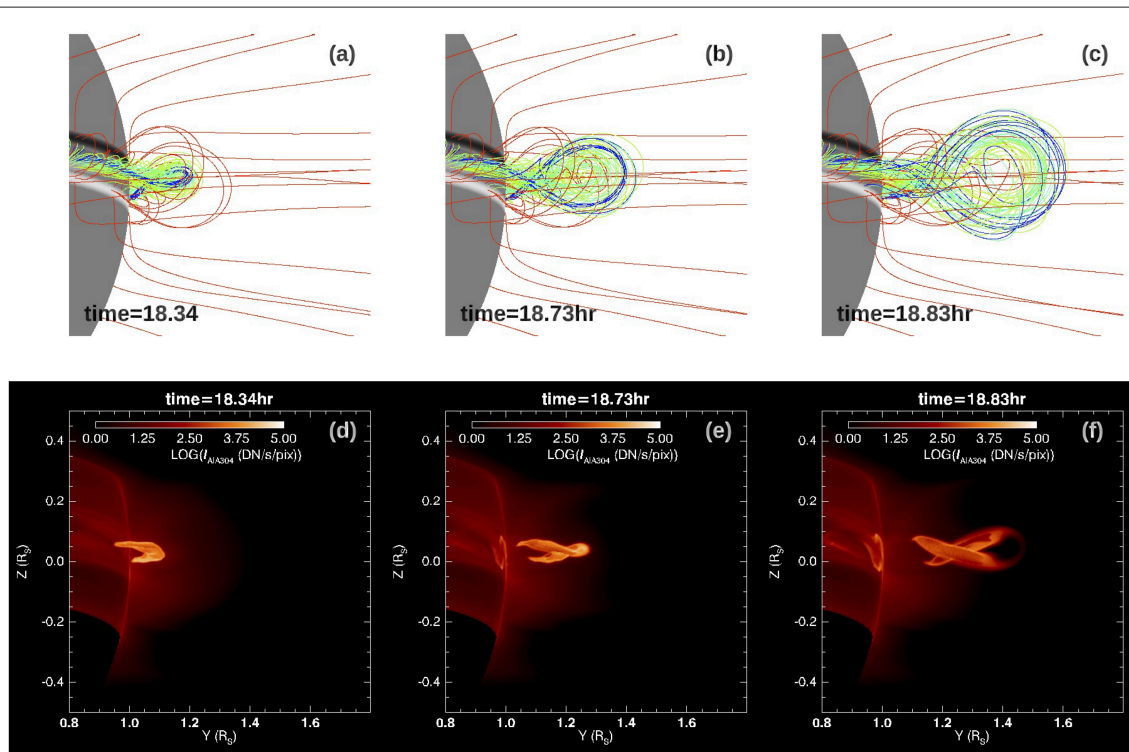 (a)
(b)
(c)
time=18.34
time=18.73hr
time=18.83hr
time=18.34hr
time=18.73hr
time=18.83hr
(d)
(e)
(f)
0.00 1.25 2.50 3.75 5.00
0.00 1.25 2.50 3.75 5.00
0.00 1.25 2.50 3.75 5.00
LOG(I_AIA304 (DN/s/pix))
LOG(I_AIA304 (DN/s/pix))
LOG(I_AIA304 (DN/s/pix))
0.4
0.2
0.0
-0.2
-0.4
Z (R_S)
0.4
0.2
0.0
-0.2
-0.4
Z (R_S)
0.4
0.2
0.0
-0.2
-0.4
Z (R_S)
0.8 1.0 1.2 1.4 1.6
0.8 1.0 1.2 1.4 1.6
0.8 1.0 1.2 1.4 1.6
Y (R_S)
Y (R_S)
Y (R_S)